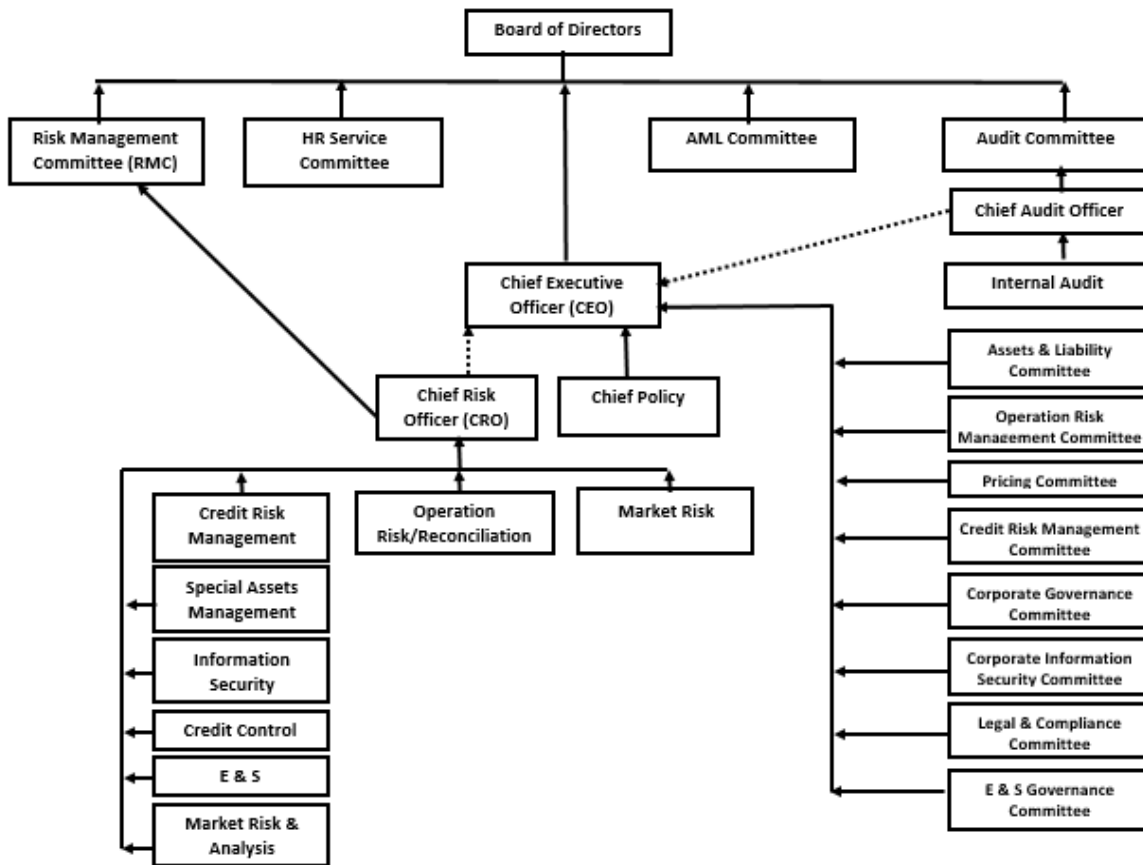 Board of Directors
Risk Management
Committee (RMC)
HR Service
Committee
AML Committee
Audit Committee
Chief Audit Officer
Chief Executive
Officer (CEO)
Internal Audit
Assets & Liability
Committee
Chief Risk
Officer (CRO)
Chief Policy
Operation Risk
Management Committee
Pricing Committee
Credit Risk
Management
Operation
Risk/Reconciliation
Market Risk
Credit Risk Management
Committee
Special Assets
Management
Corporate Governance
Committee
Information
Security
Corporate Information
Security Committee
Credit Control
Legal & Compliance
Committee
E & S
E & S Governance
Committee
Market Risk &
Analysis